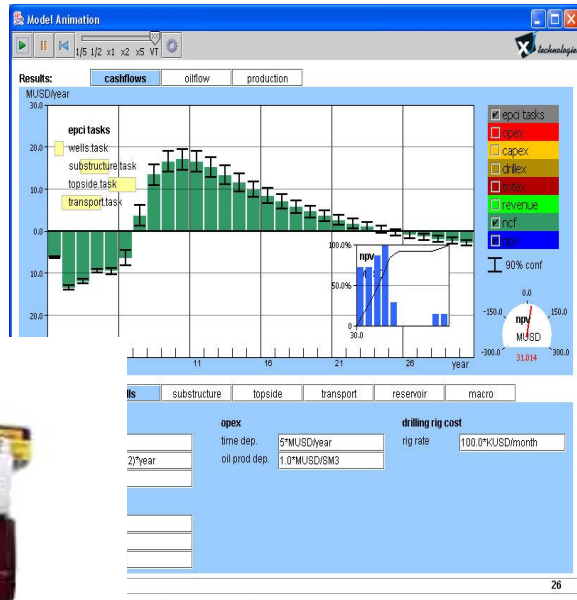 Model Animation
1/5 1/2 x1 x2 x5 VT
technologie
Results: cashflows oilflow production
MUSD/year
30.0
epci tasks
wells.task
20.0
substructure.task
topside.task
10.0
transport.task
0.0
10.0
20.0
100.0%
npv
50.0%
0
30.0
11 16 21 26 year
epci tasks
opex
capex
drillex
totex
revenue
ncf
npv
90% conf
0.0
-150.0 150.0
npv
MUSD
-300.0 300.0
31.014
lls substructure topside transport reservoir macro
opex drilling rig cost
time dep. 5*MUSD/year rig rate 100.0*KUSD/month
2)*year oil prod dep. 1.0*MUSD/SM3
26